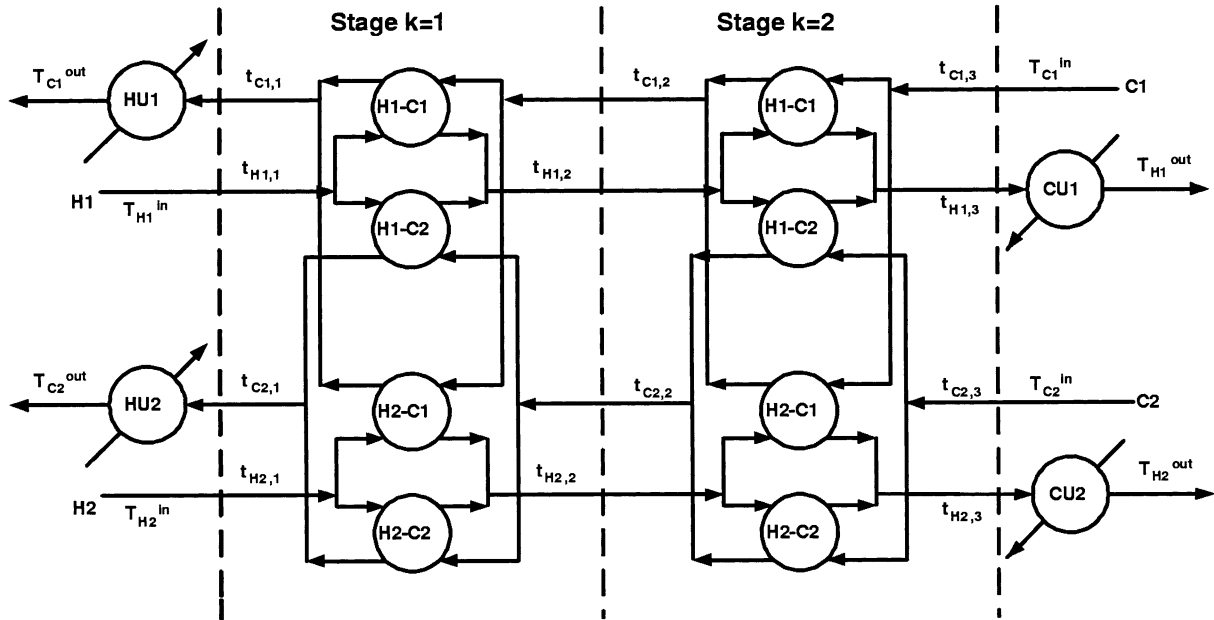 Stage k=1
Stage k=2
T_C1^out
HU1
t_C1,1
H1-C1
t_C1,2
H1-C1
t_C1,3
T_C1^in
C1
H1
T_H1^in
t_H1,1
H1-C2
t_H1,2
H1-C2
t_H1,3
CU1
T_H1^out
T_C2^out
HU2
t_C2,1
H2-C1
t_C2,2
H2-C1
t_C2,3
T_C2^in
C2
H2
T_H2^in
t_H2,1
H2-C2
t_H2,2
H2-C2
t_H2,3
CU2
T_H2^out